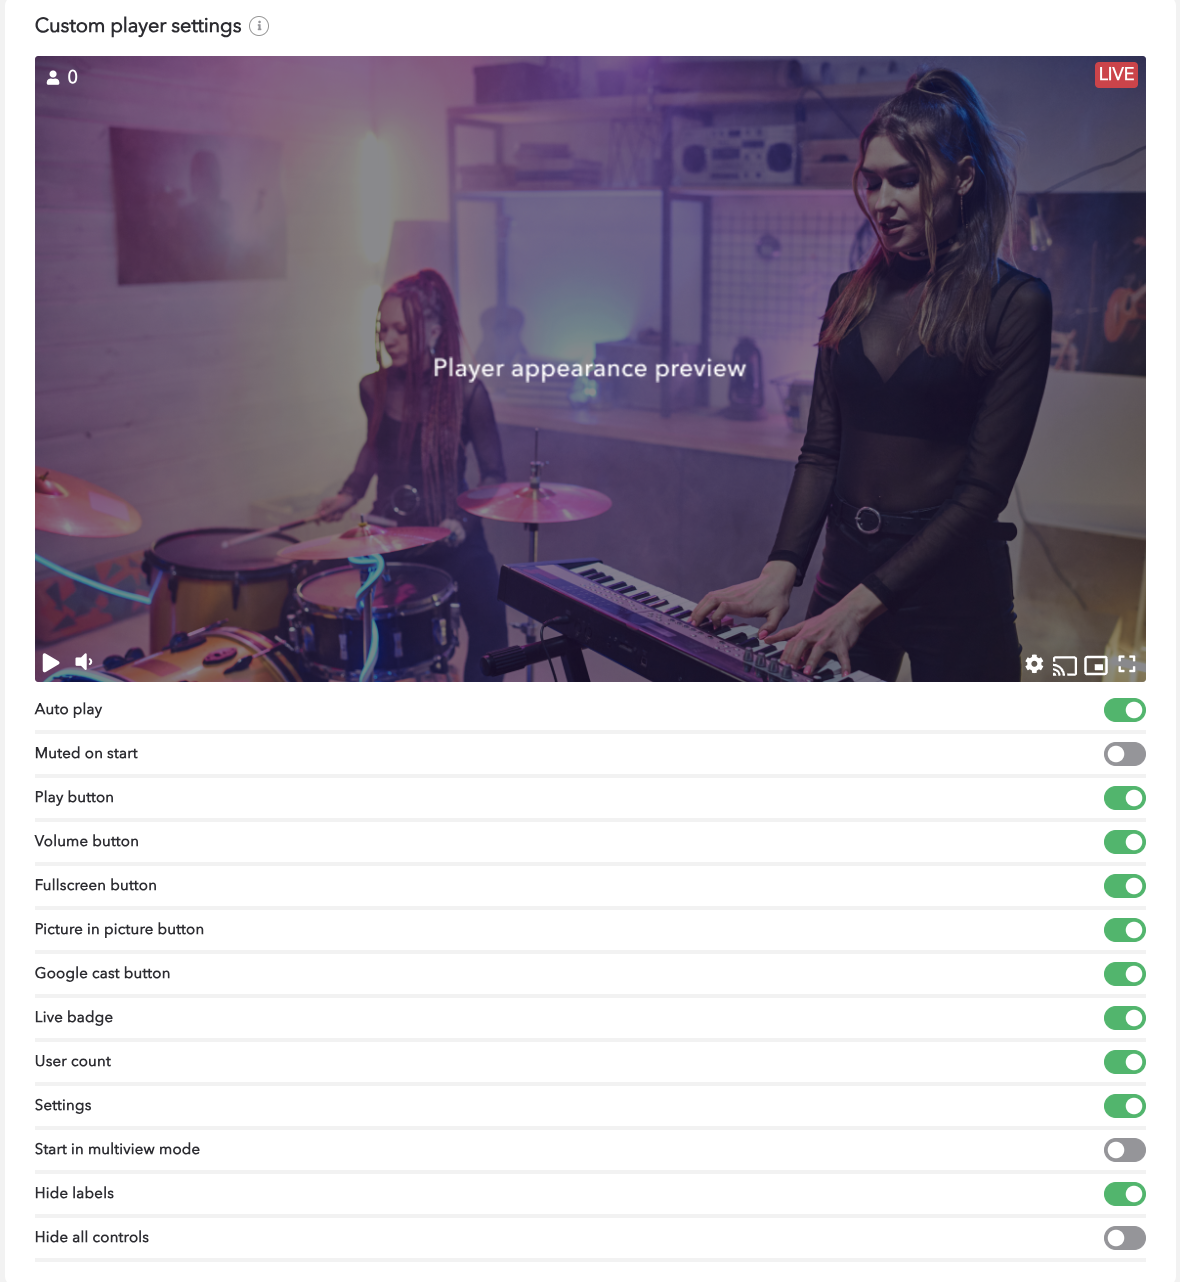 Custom player settings
0
LIVE
Player appearance preview
Auto play
Muted on start
Play button
Volume button
Fullscreen button
Picture in picture button
Google cast button
Live badge
User count
Settings
Start in multiview mode
Hide labels
Hide all controls